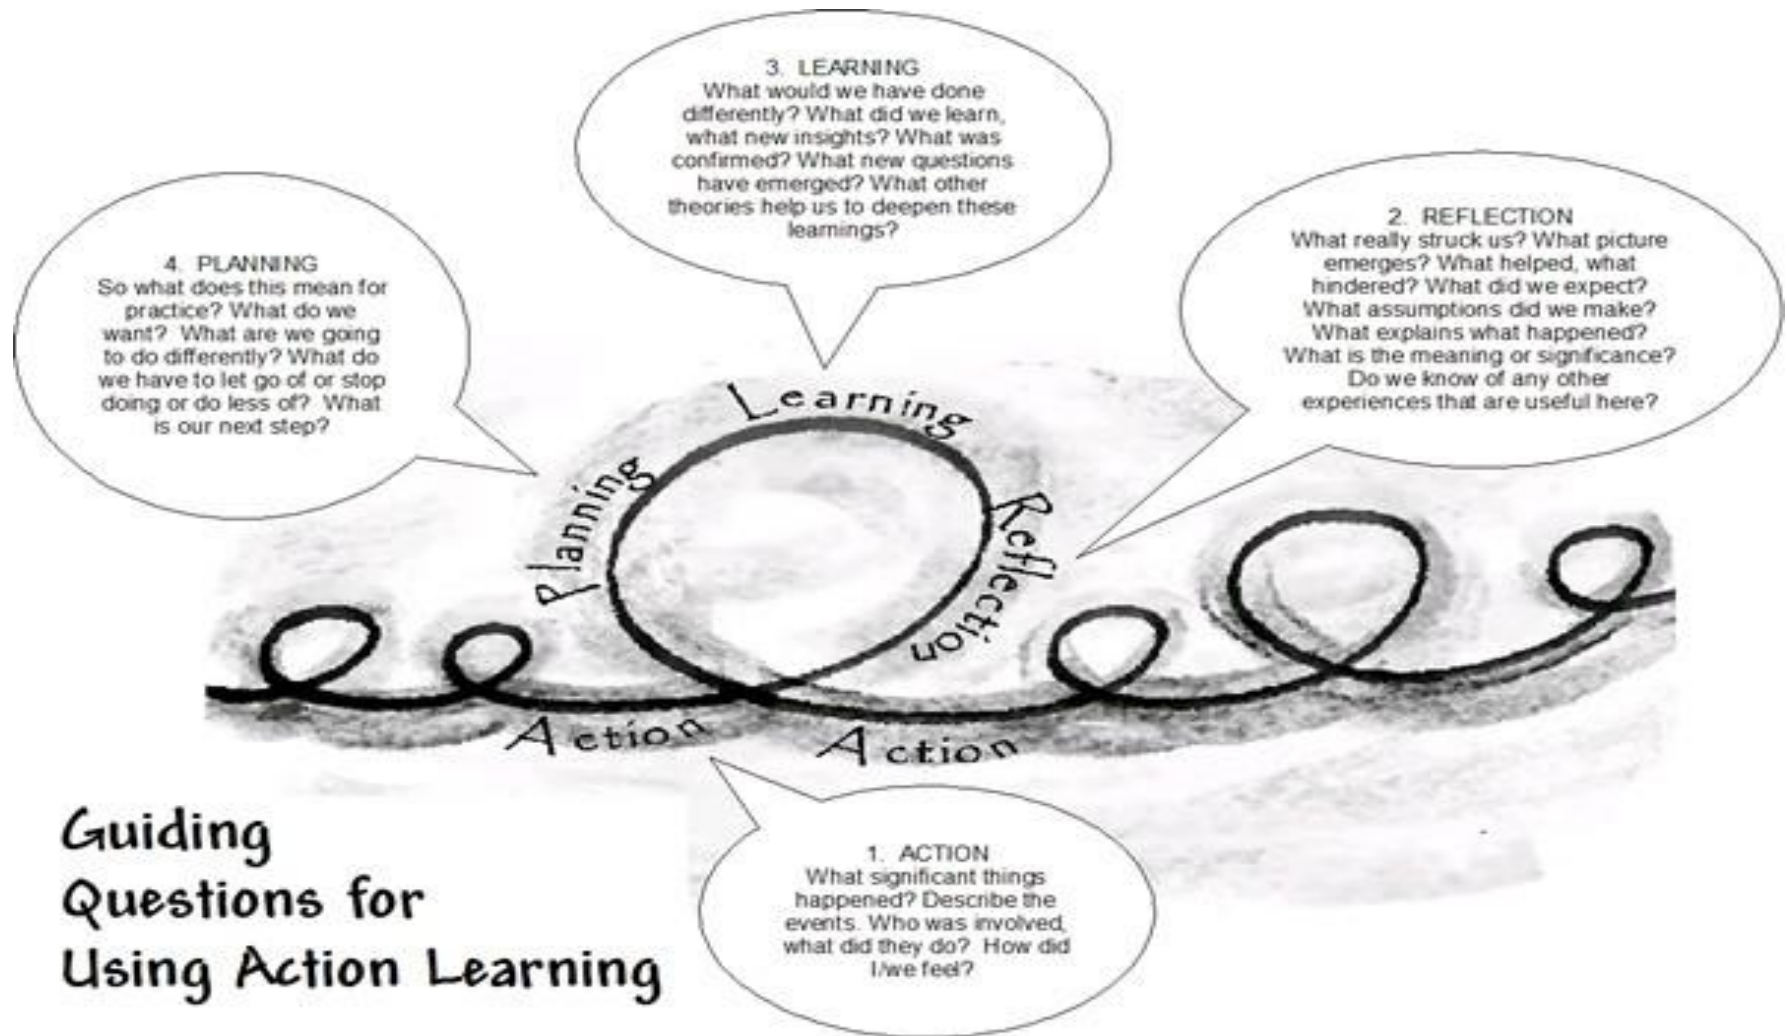 3. LEARNING
What would we have done
differently? What did we learn,
what new insights? What was
confirmed? What new questions
have emerged? What other
theories help us to deepen these
learnings?
2. REFLECTION
What really struck us? What picture
emerges? What helped, what
hindered? What did we expect?
What assumptions did we make?
What explains what happened?
What is the meaning or significance?
Do we know of any other
experiences that are useful here?
4. PLANNING
So what does this mean for
practice? What do we
want? What are we going
to do differently? What do
we have to let go of or stop
doing or do less of? What
is our next step?
Learning
Planning
Reflection
Action
Action
1. ACTION
What significant things
happened? Describe the
events. Who was involved,
what did they do? How did
I/we feel?
Guiding
Questions for
Using Action Learning